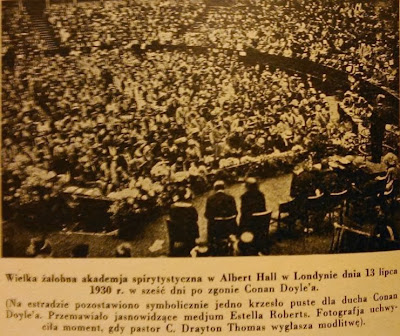 Wielka żałobna akademja spirytystyczna w Albert Hall w Londynie dnia 13 lipca
1930 r. w sześć dni po zgonie Conan Doyle'a.
(Na estradzie pozostawiono symbolicznie jedno krzesło puste dla ducha Conan
Doyle'a. Przemawiało jasnowidzące medjum Estella Roberts. Fotografja uchwy-
ciła moment, gdy pastor C. Drayton Thomas wygłasza modlitwę).